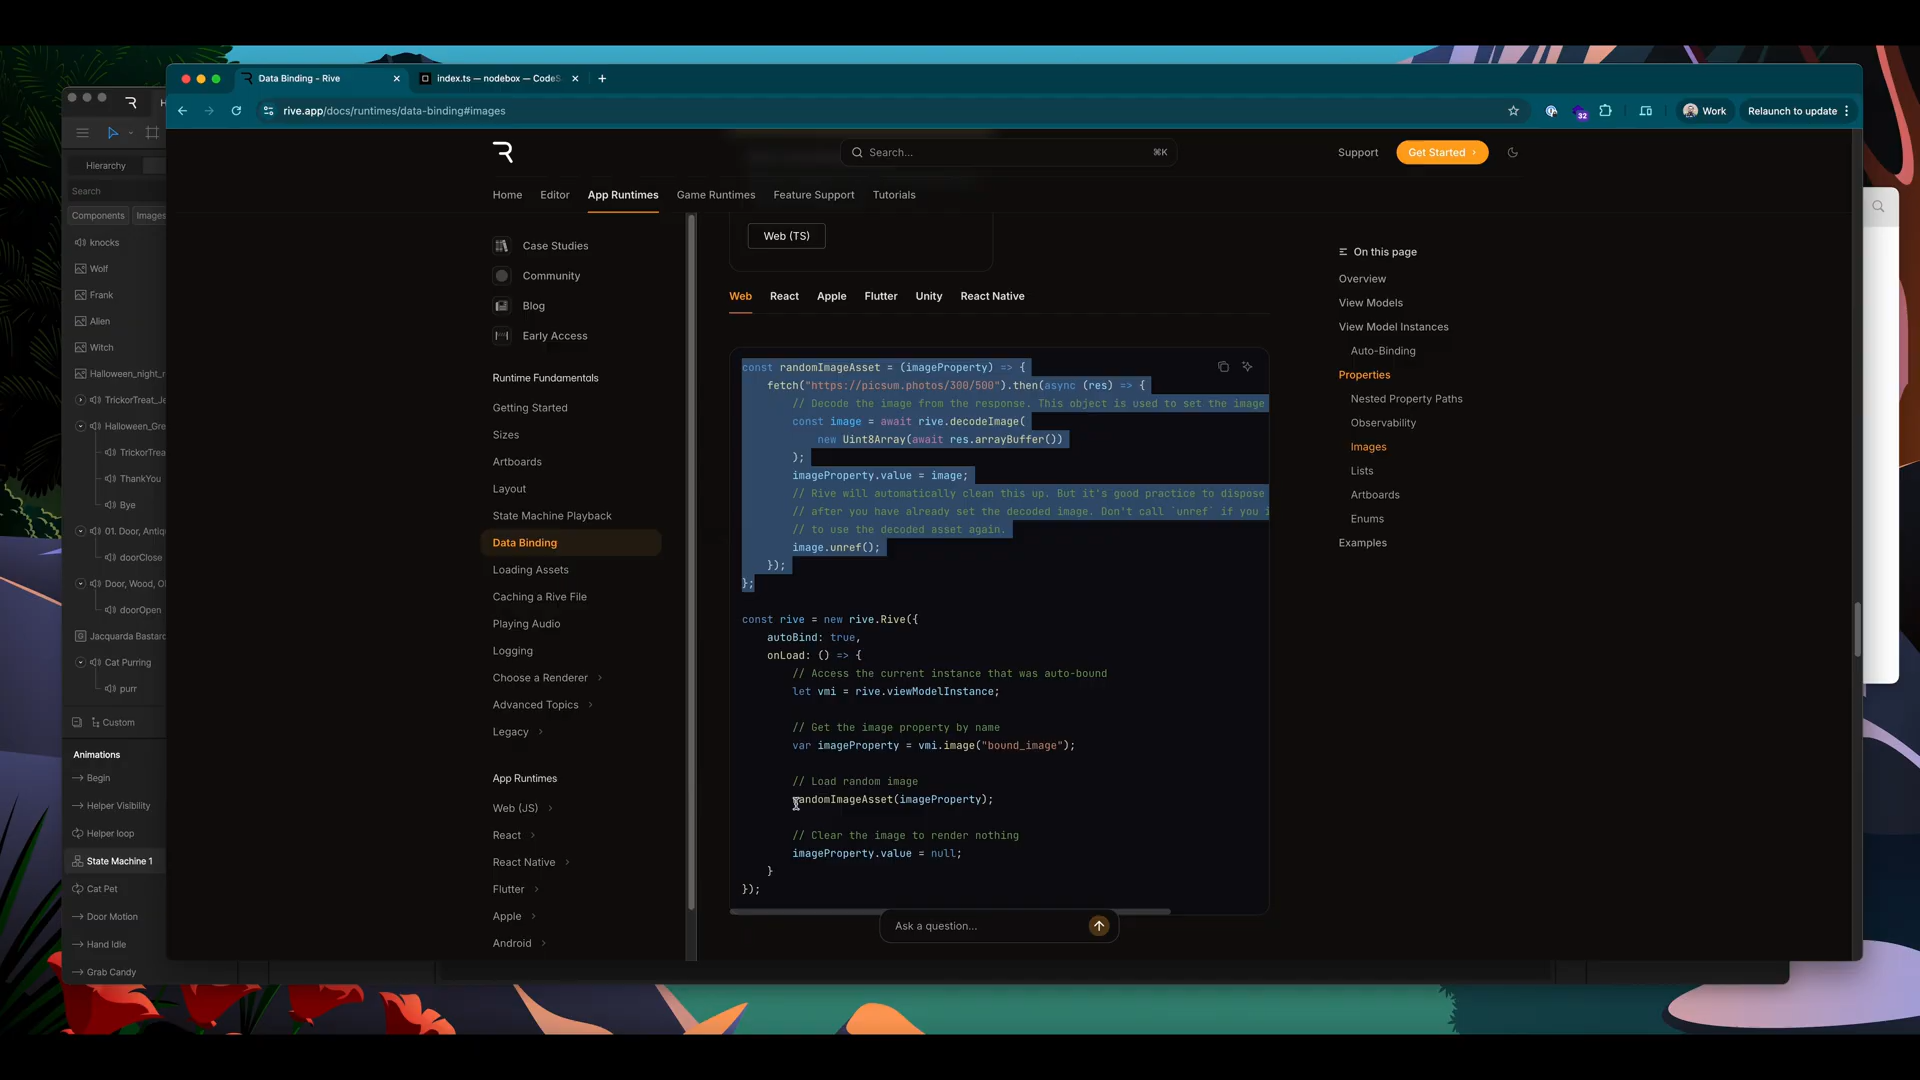 Data Binding - Rive
index.ts — nodebox — CodeS
rive.app/docs/runtimes/data-binding#images
32
Work
Relaunch to update
Search...
⌘K
Support
Get Started
Home
Editor
App Runtimes
Game Runtimes
Feature Support
Tutorials
Hierarchy
Search
Components
Images
knocks
Wolf
Frank
Alien
Witch
Halloween_night_r
TrickorTreat_Je
Halloween_Gre
TrickorTrea
ThankYou
Bye
01. Door, Antiq
doorClose
Door, Wood, Ol
doorOpen
Jacquarda Bastard
Cat Purring
purr
Custom
Animations
Begin
Helper Visibility
Helper loop
State Machine 1
Cat Pet
Door Motion
Hand Idle
Grab Candy
Case Studies
Community
Blog
Early Access
Runtime Fundamentals
Getting Started
Sizes
Artboards
Layout
State Machine Playback
Data Binding
Loading Assets
Caching a Rive File
Playing Audio
Logging
Choose a Renderer
Advanced Topics
Legacy
App Runtimes
Web (JS)
React
React Native
Flutter
Apple
Android
Web (TS)
Web
React
Apple
Flutter
Unity
React Native
const randomImageAsset = (imageProperty) => {
fetch("https://picsum.photos/300/500").then(async (res) => {
// Decode the image from the response. This object is used to set the image
const image = await rive.decodeImage(
new Uint8Array(await res.arrayBuffer())
);
imageProperty.value = image;
// Rive will automatically clean this up. But it's good practice to dispose
// after you have already set the decoded image. Don't call `unref` if you i
// to use the decoded asset again.
image.unref();
});
};
const rive = new rive.Rive({
autoBind: true,
onLoad: () => {
// Access the current instance that was auto-bound
let vmi = rive.viewModelInstance;
// Get the image property by name
var imageProperty = vmi.image("bound_image");
// Load random image
randomImageAsset(imageProperty);
// Clear the image to render nothing
imageProperty.value = null;
}
});
Ask a question...
On this page
Overview
View Models
View Model Instances
Auto-Binding
Properties
Nested Property Paths
Observability
Images
Lists
Artboards
Enums
Examples